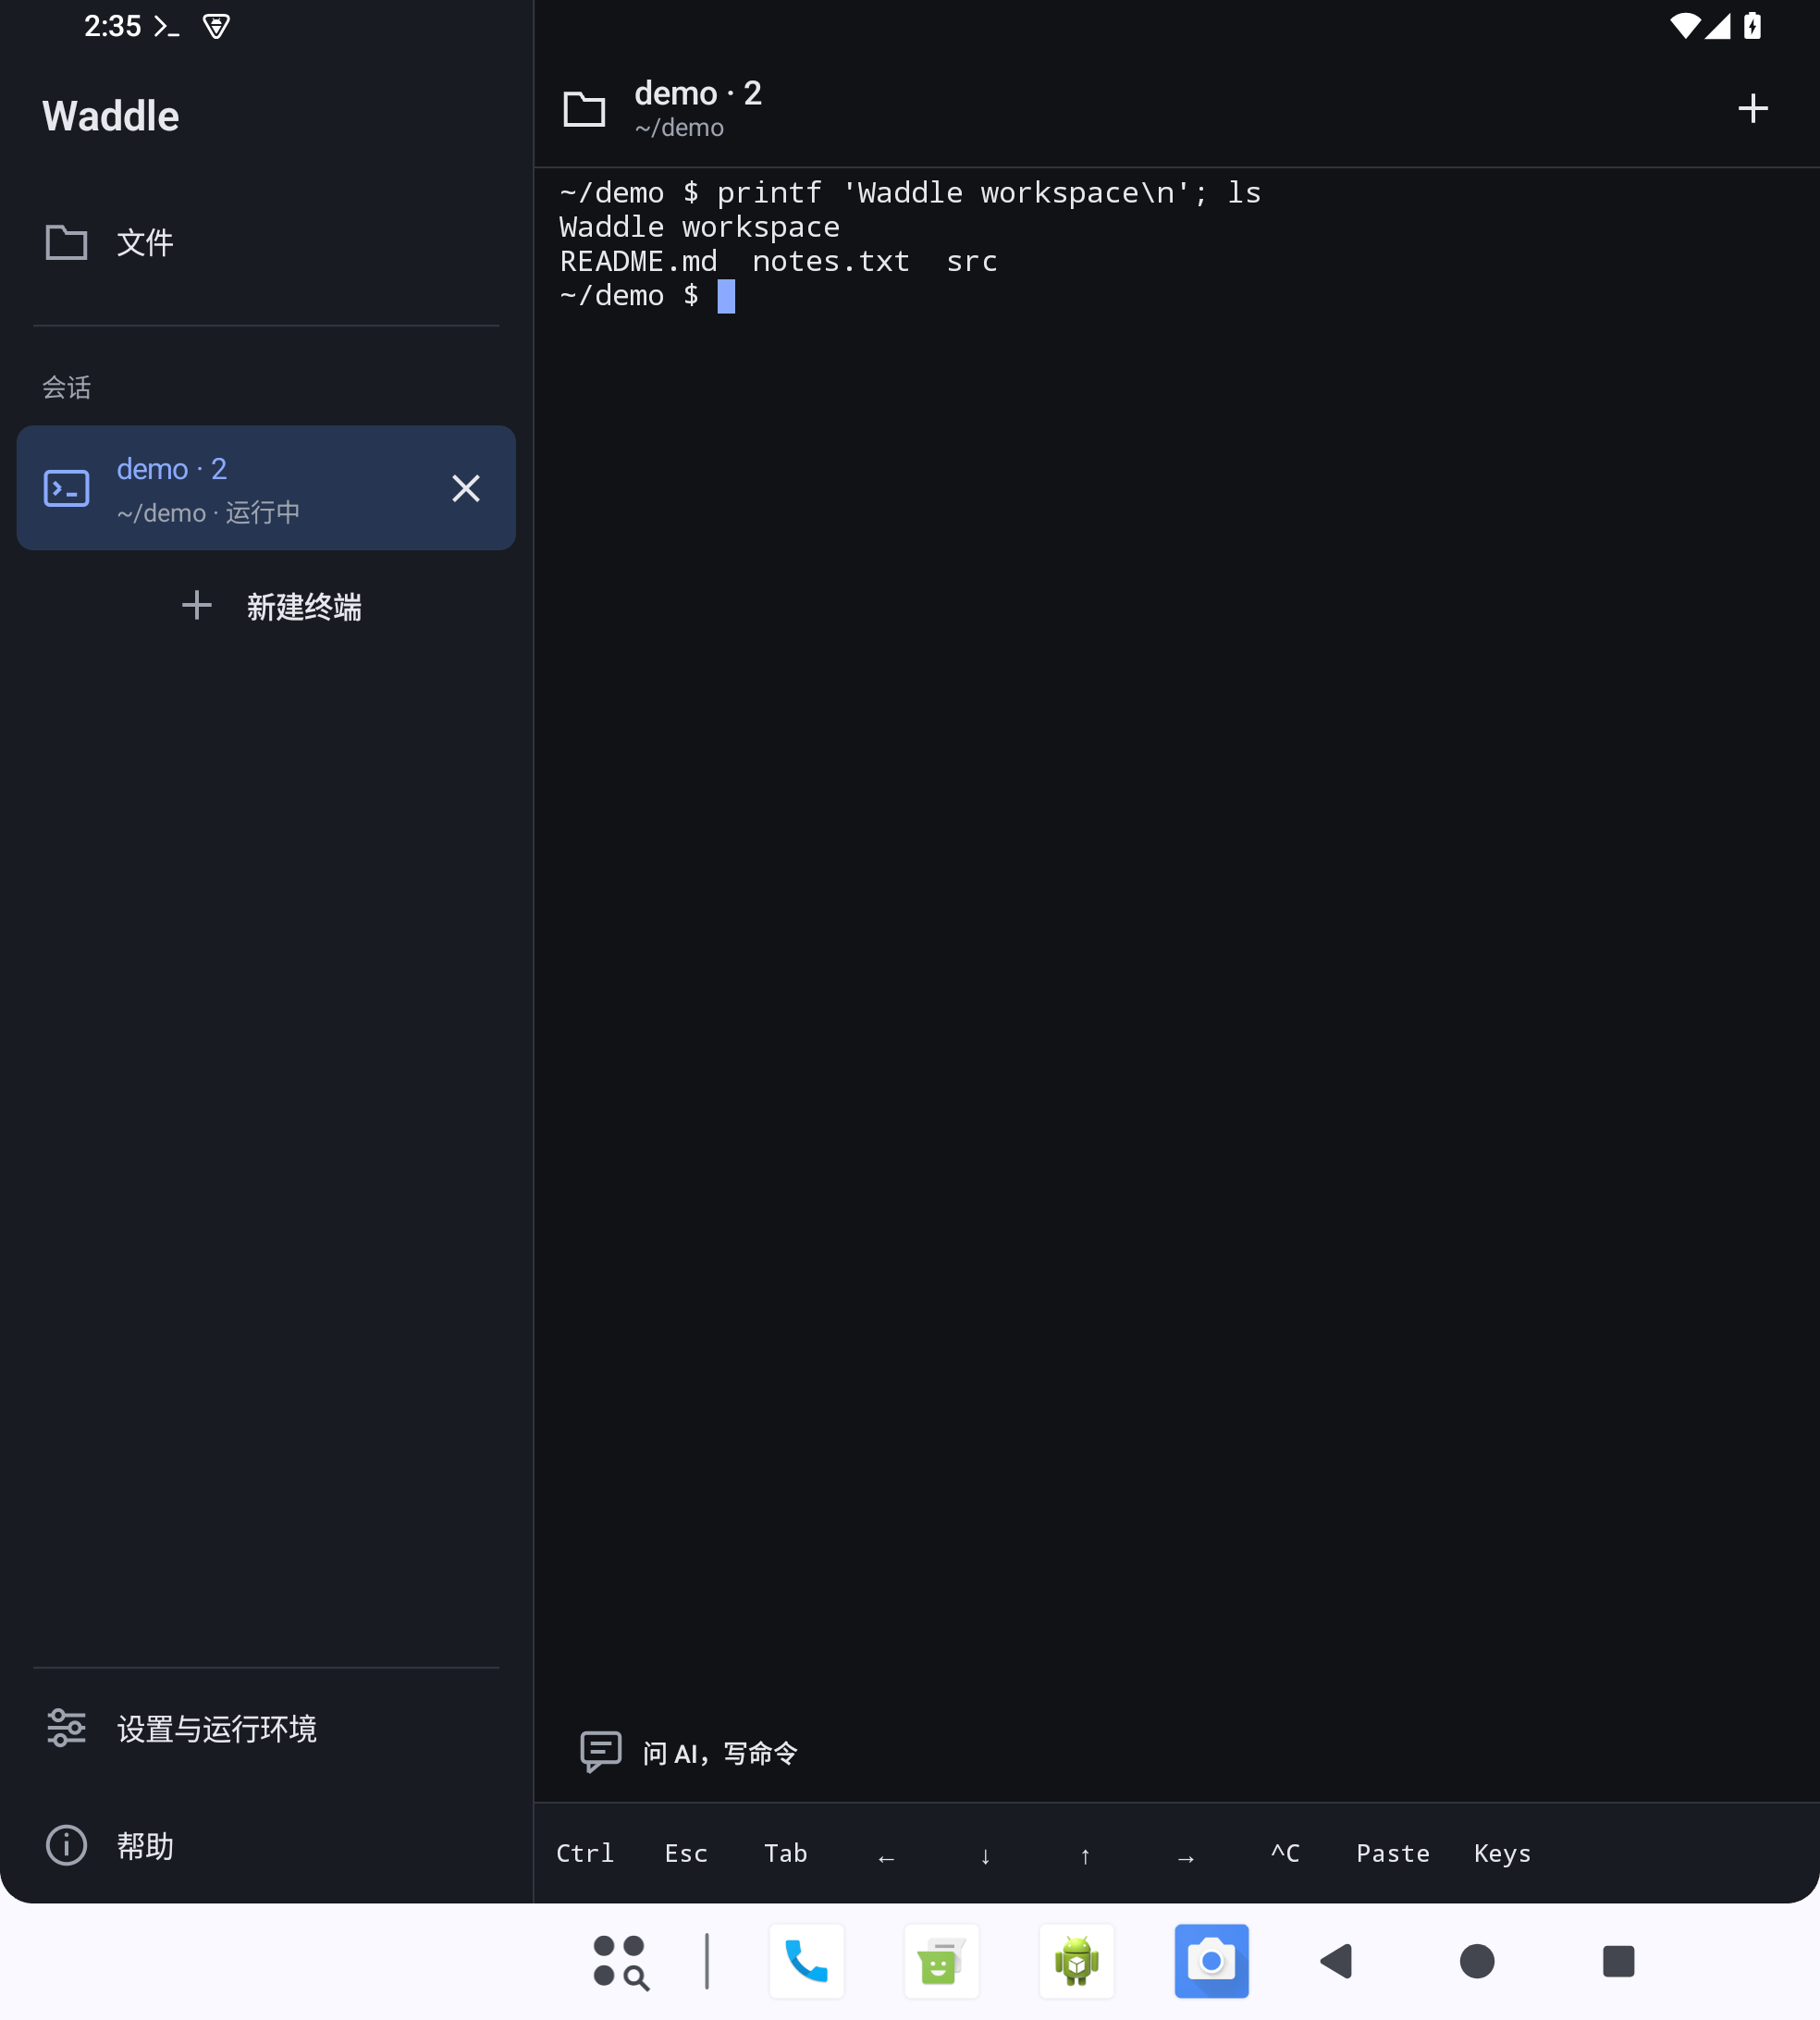 2:35
Waddle
文件
会话
demo · 2
~/demo · 运行中
新建终端
设置与运行环境
帮助
demo · 2
~/demo
~/demo $ printf 'Waddle workspace\n'; ls
Waddle workspace
README.md  notes.txt  src
~/demo $
问 AI，写命令
Ctrl Esc Tab ← ↓ ↑ → ^C Paste Keys